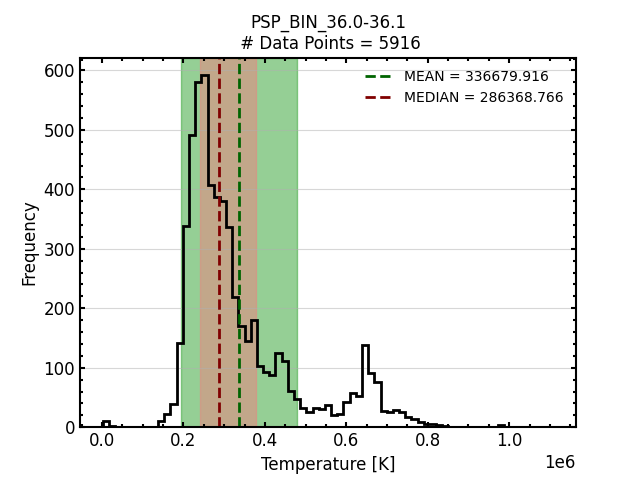 PSP_BIN_36.0-36.1
# Data Points = 5916
MEAN = 336679.916
MEDIAN = 286368.766
Frequency
600
500
400
300
200
100
0
0.0 0.2 0.4 0.6 0.8 1.0
Temperature [K]
1e6